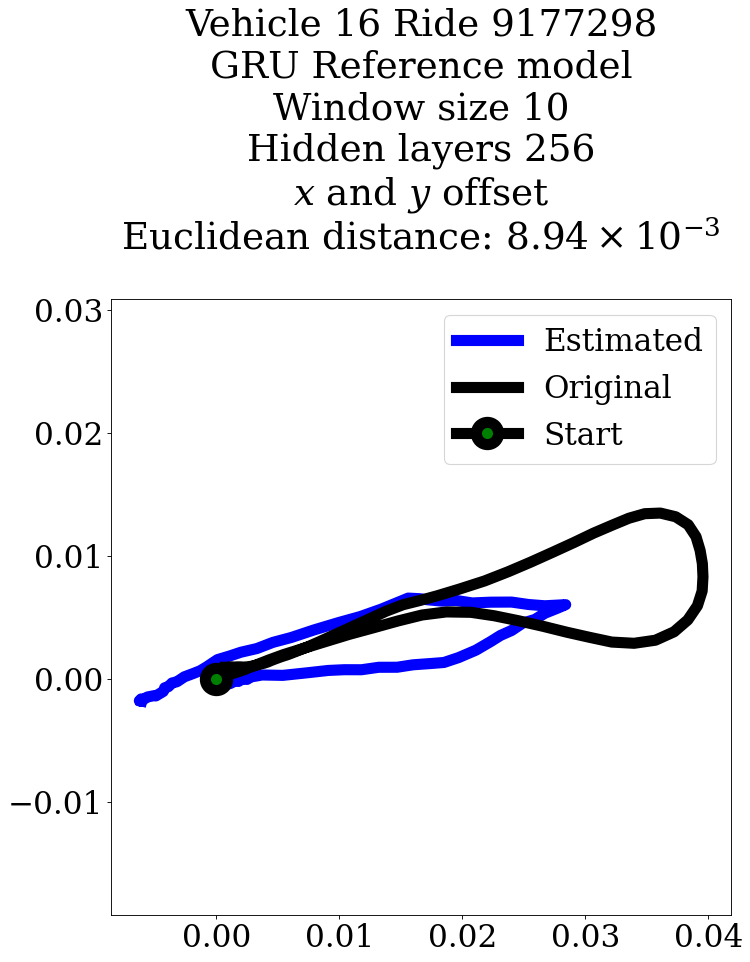 Vehicle 16 Ride 9177298
GRU Reference model
Window size 10
Hidden layers 256
x and y offset
Euclidean distance: 8.94 × 10⁻³
0.03
0.02
0.01
0.00
−0.01
Estimated
Original
Start
0.00 0.01 0.02 0.03 0.04